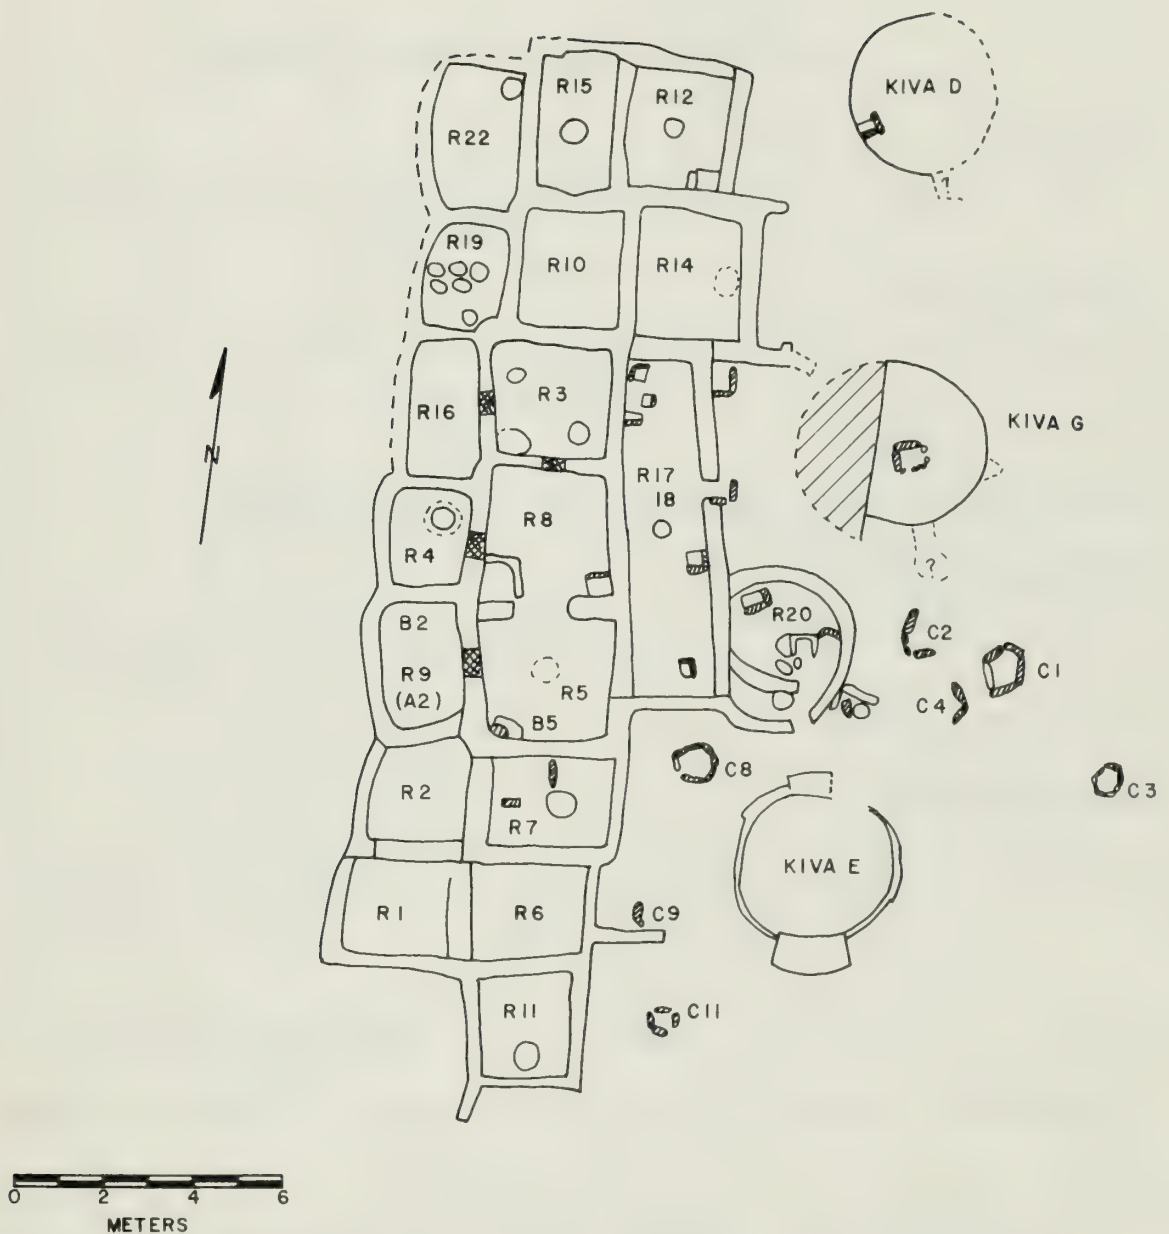 KIVA D
R15
R12
R22
?
R19
R10
R14
R3
R16
KIVA G
N
R17
18
R8
R4
?
R20
B2
C2
C1
R9
(A2)
R5
C4
B5
C8
C3
R2
R7
KIVA E
R1
R6
C9
R11
C11
0 2 4 6
METERS